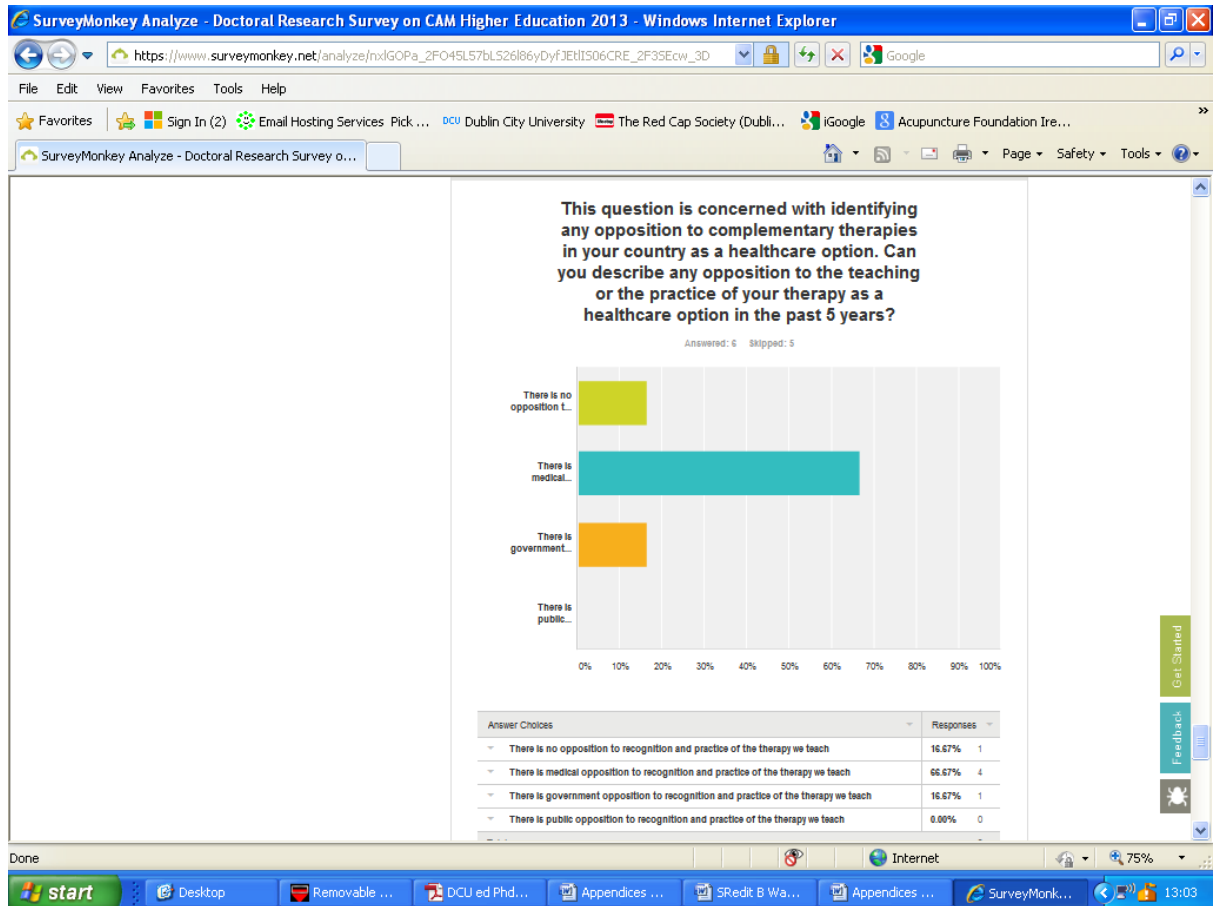 SurveyMonkey Analyze - Doctoral Research Survey on CAM Higher Education 2013 - Windows Internet Explorer
https://www.surveymonkey.net/analyze/nxlGOPa_2FO45L57bLS26l86yDyfJEtlIS06CRE_2F3SEcw_3D
Google
File Edit View Favorites Tools Help
Favorites Sign In (2) Email Hosting Services Pick ... DCU Dublin City University The Red Cap Society (Dubli... iGoogle Acupuncture Foundation Ire... »
SurveyMonkey Analyze - Doctoral Research Survey o... Page Safety Tools
This question is concerned with identifying
any opposition to complementary therapies
in your country as a healthcare option. Can
you describe any opposition to the teaching
or the practice of your therapy as a
healthcare option in the past 5 years?
Answered: 6 Skipped: 5
There is no
opposition t...
There is
medical...
There is
government...
There is
public...
0% 10% 20% 30% 40% 50% 60% 70% 80% 90% 100%
Get Started
Feedback
Answer Choices Responses
There is no opposition to recognition and practice of the therapy we teach 16.67% 1
There is medical opposition to recognition and practice of the therapy we teach 66.67% 4
There is government opposition to recognition and practice of the therapy we teach 16.67% 1
There is public opposition to recognition and practice of the therapy we teach 0.00% 0
Done Internet 75%
start Desktop Removable ... DCU ed Phd... Appendices ... SRedit B Wa... Appendices ... SurveyMonk... 13:03